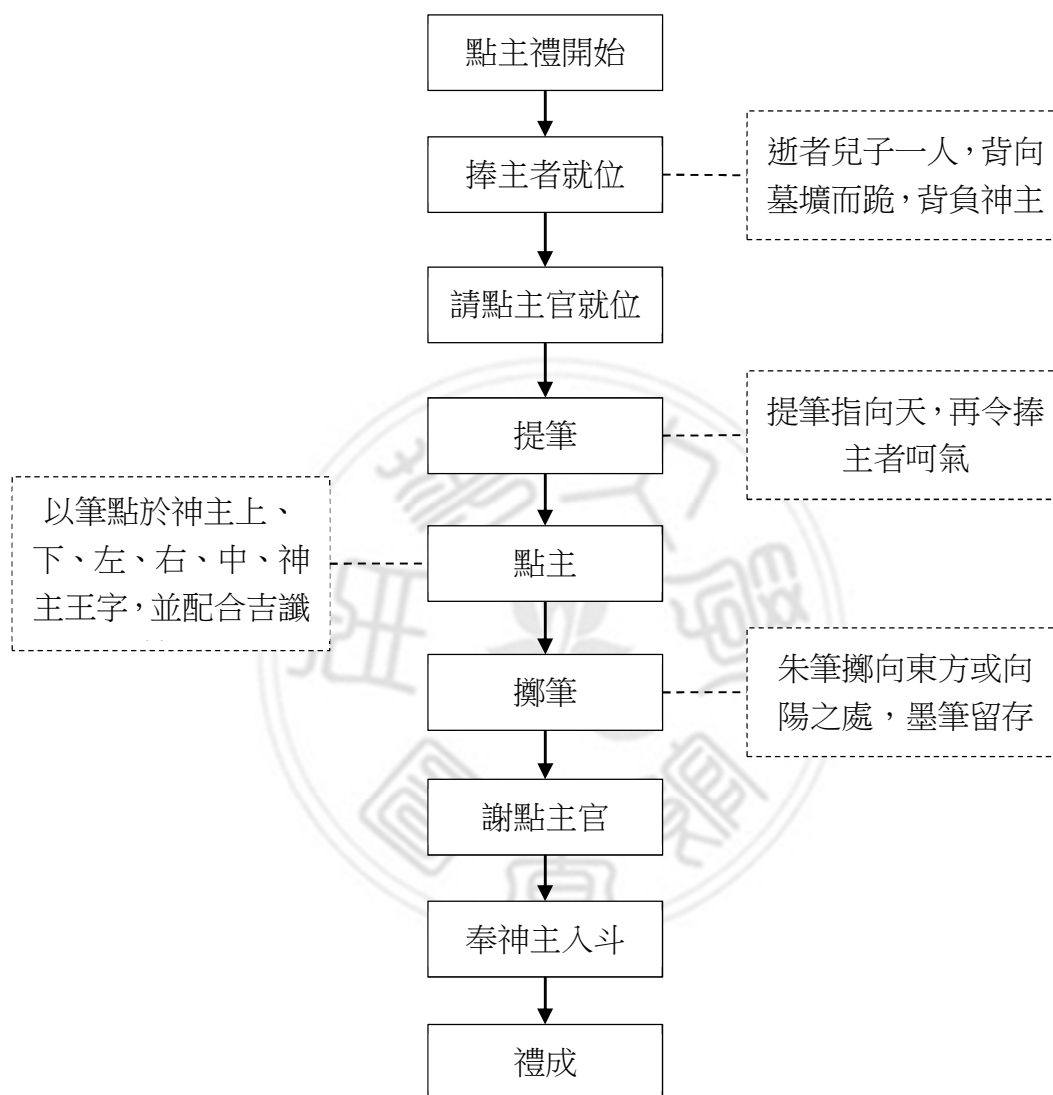 點主禮開始
捧主者就位
逝者兒子一人，背向
墓壙而跪，背負神主
請點主官就位
提筆
提筆指向天，再令捧
主者呵氣
以筆點於神主上、
下、左、右、中、神
主王字，並配合吉讖
點主
擲筆
朱筆擲向東方或向
陽之處，墨筆留存
謝點主官
奉神主入斗
禮成